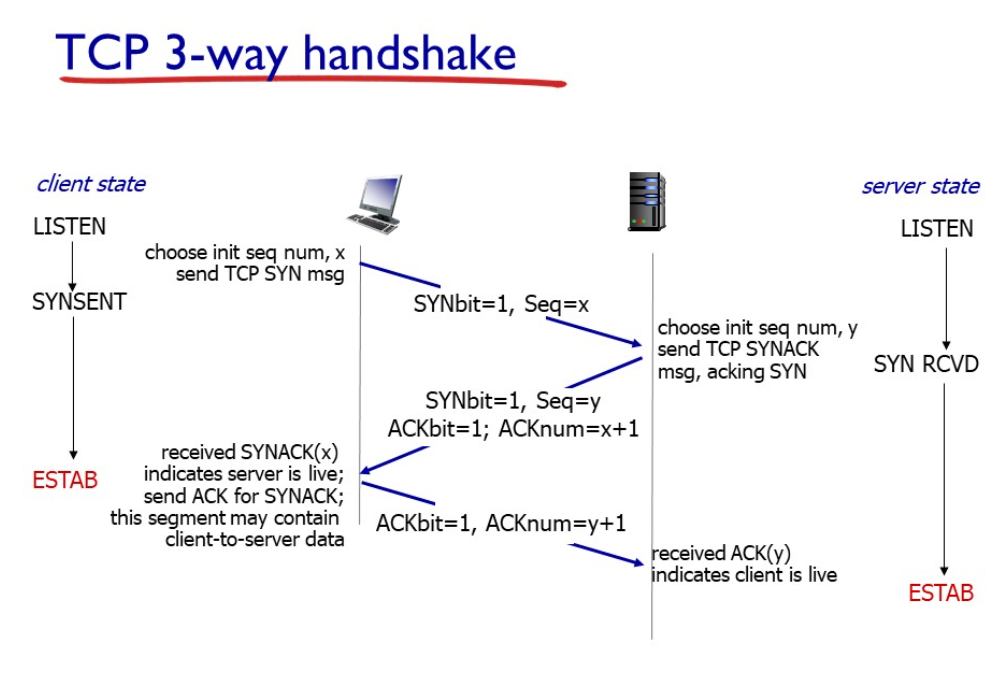 TCP 3-way handshake
client state
server state
LISTEN
LISTEN
choose init seq num, x
send TCP SYN msg
SYNSENT
SYNbit=1, Seq=x
choose init seq num, y
send TCP SYNACK
msg, acking SYN
SYN RCVD
SYNbit=1, Seq=y
ACKbit=1; ACKnum=x+1
received SYNACK(x)
indicates server is live;
send ACK for SYNACK;
this segment may contain
client-to-server data
ESTAB
ACKbit=1, ACKnum=y+1
received ACK(y)
indicates client is live
ESTAB